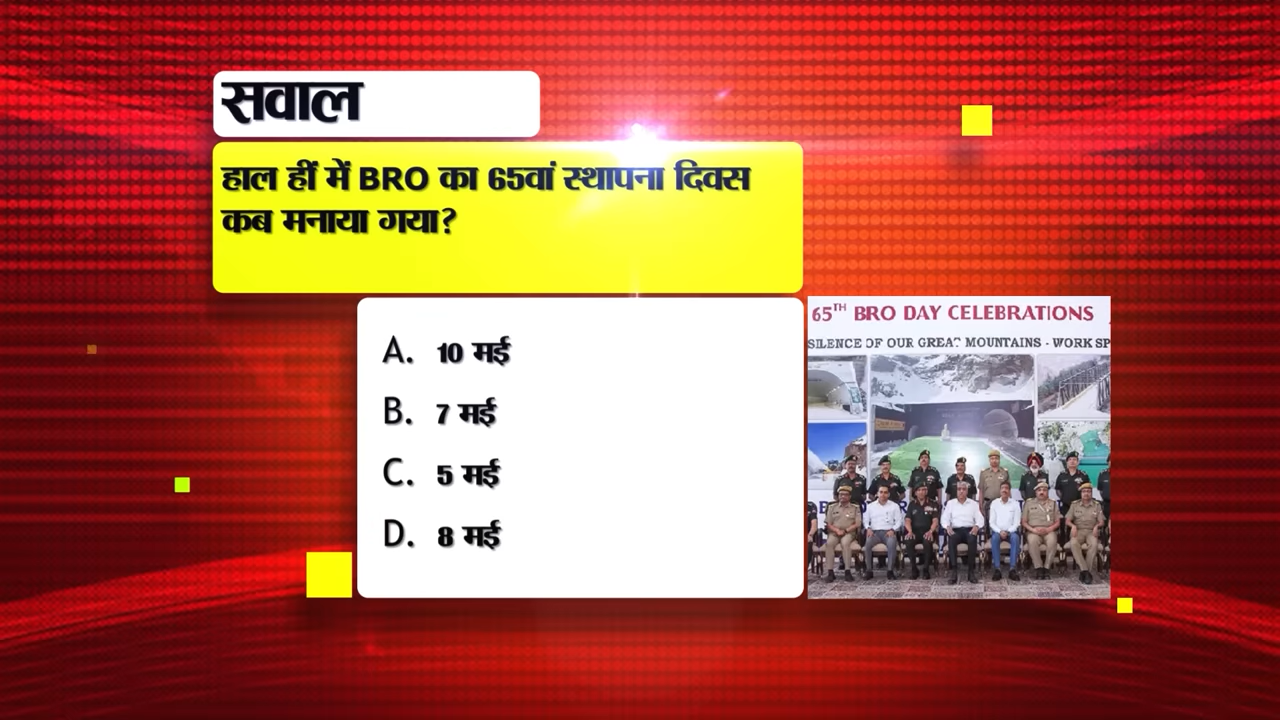 सवाल
हाल हीं में BRO का 65वां स्थापना दिवस
कब मनाया गया?
A. 10 मई
B. 7 मई
C. 5 मई
D. 8 मई
65TH BRO DAY CELEBRATIONS
SILENCE OF OUR GREAT MOUNTAINS - WORK SP